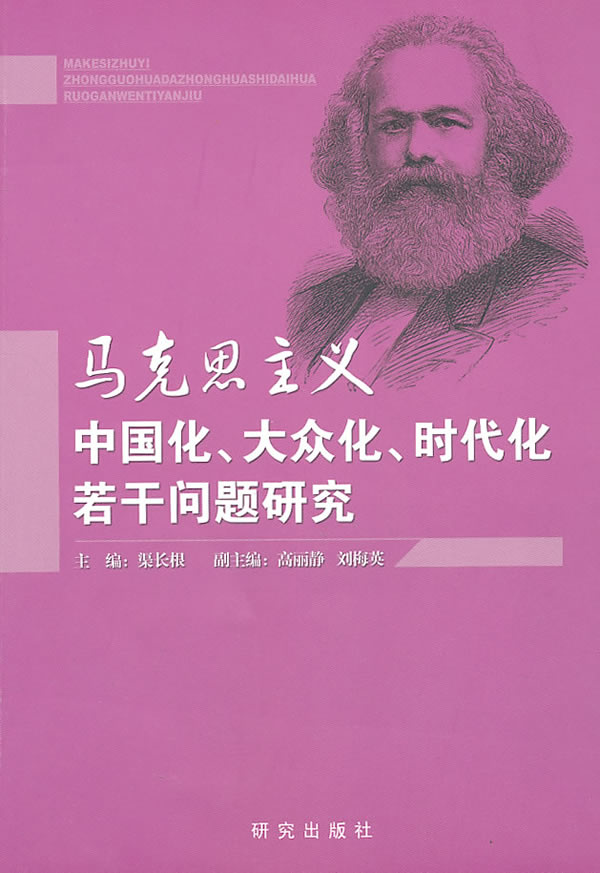 MAKESIZHUYI
ZHONGGUOHUADAZHONGHUASHIDAIHUA
RUOGANWENTIYANJIU
马克思主义
中国化、大众化、时代化
若干问题研究
主 编：渠长根 副主编：高丽静 刘梅英
研究出版社